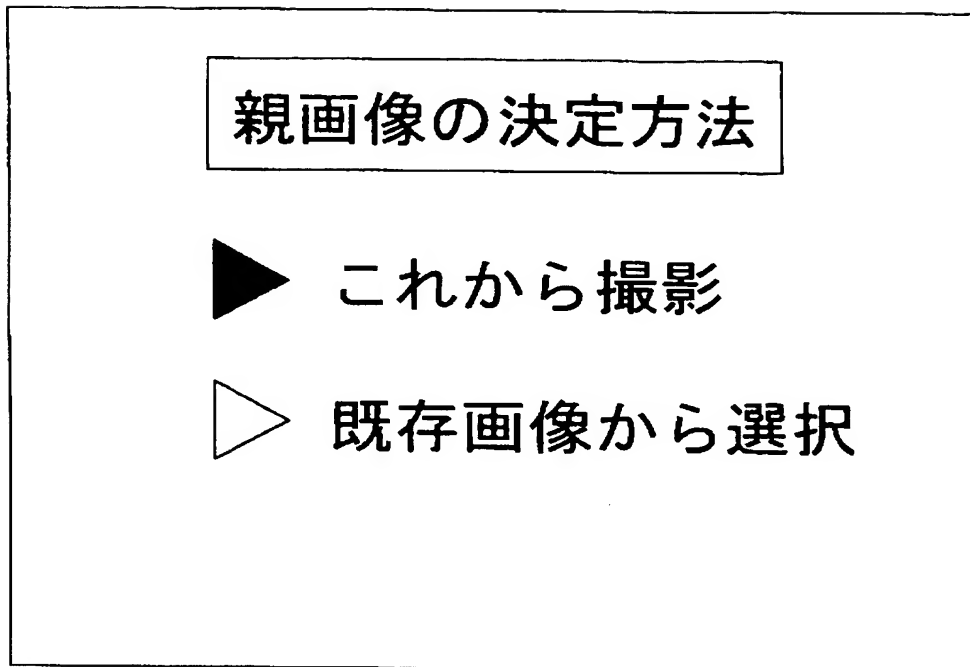 親画像の決定方法
これから撮影
既存画像から選択